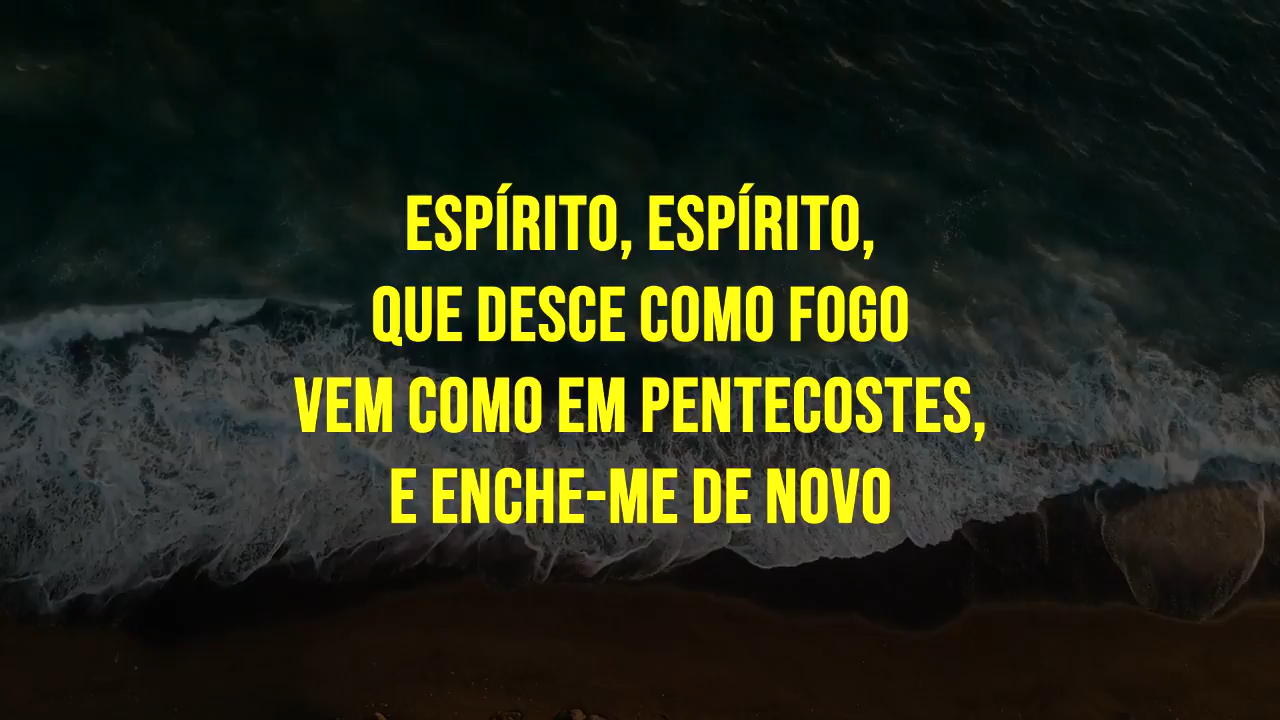 ESPÍRITO, ESPÍRITO,
QUE DESCE COMO FOGO
VEM COMO EM PENTECOSTES,
E ENCHE-ME DE NOVO